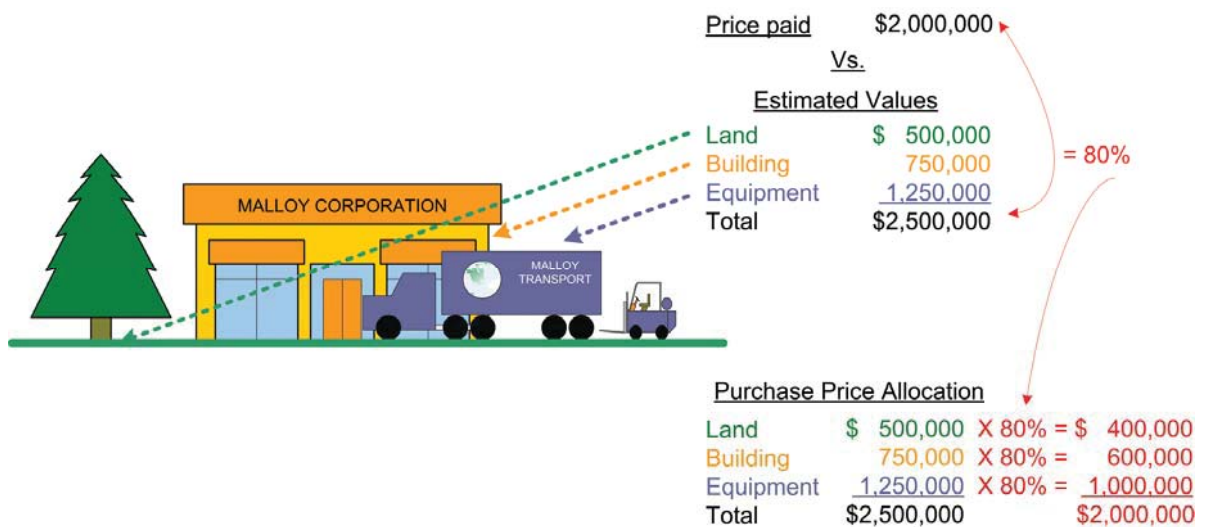 Price paid $2,000,000
Vs.
Estimated Values
Land $ 500,000
Building 750,000
Equipment 1,250,000
Total $2,500,000
= 80%
MALLOY CORPORATION
MALLOY
TRANSPORT
Purchase Price Allocation
Land $ 500,000 X 80% = $ 400,000
Building 750,000 X 80% = 600,000
Equipment 1,250,000 X 80% = 1,000,000
Total $2,500,000 $2,000,000